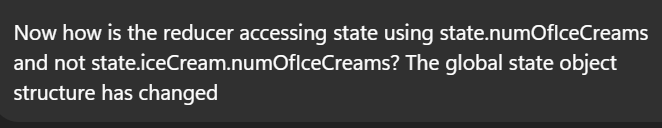 Now how is the reducer accessing state using state.numOfIceCreams
and not state.iceCream.numOfIceCreams? The global state object
structure has changed